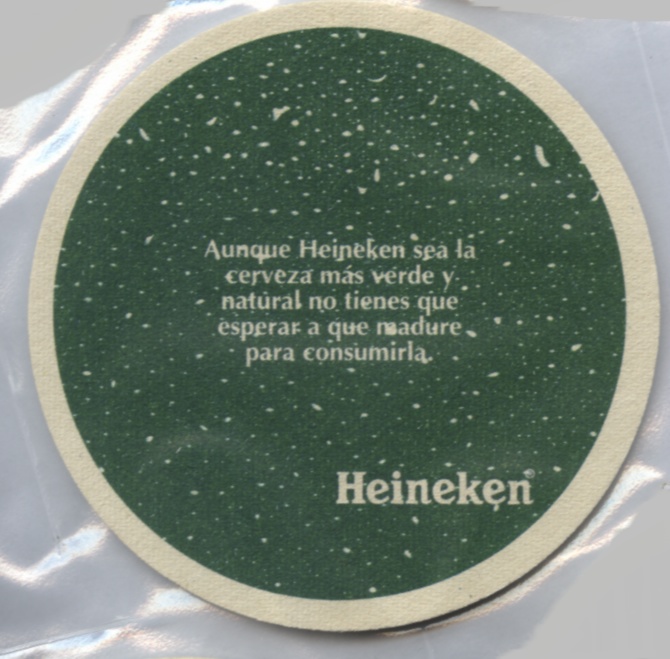 Aunque Heineken sea la
cerveza más verde y
natural no tienes que
esperar a que madure
para consumirla.
Heineken®